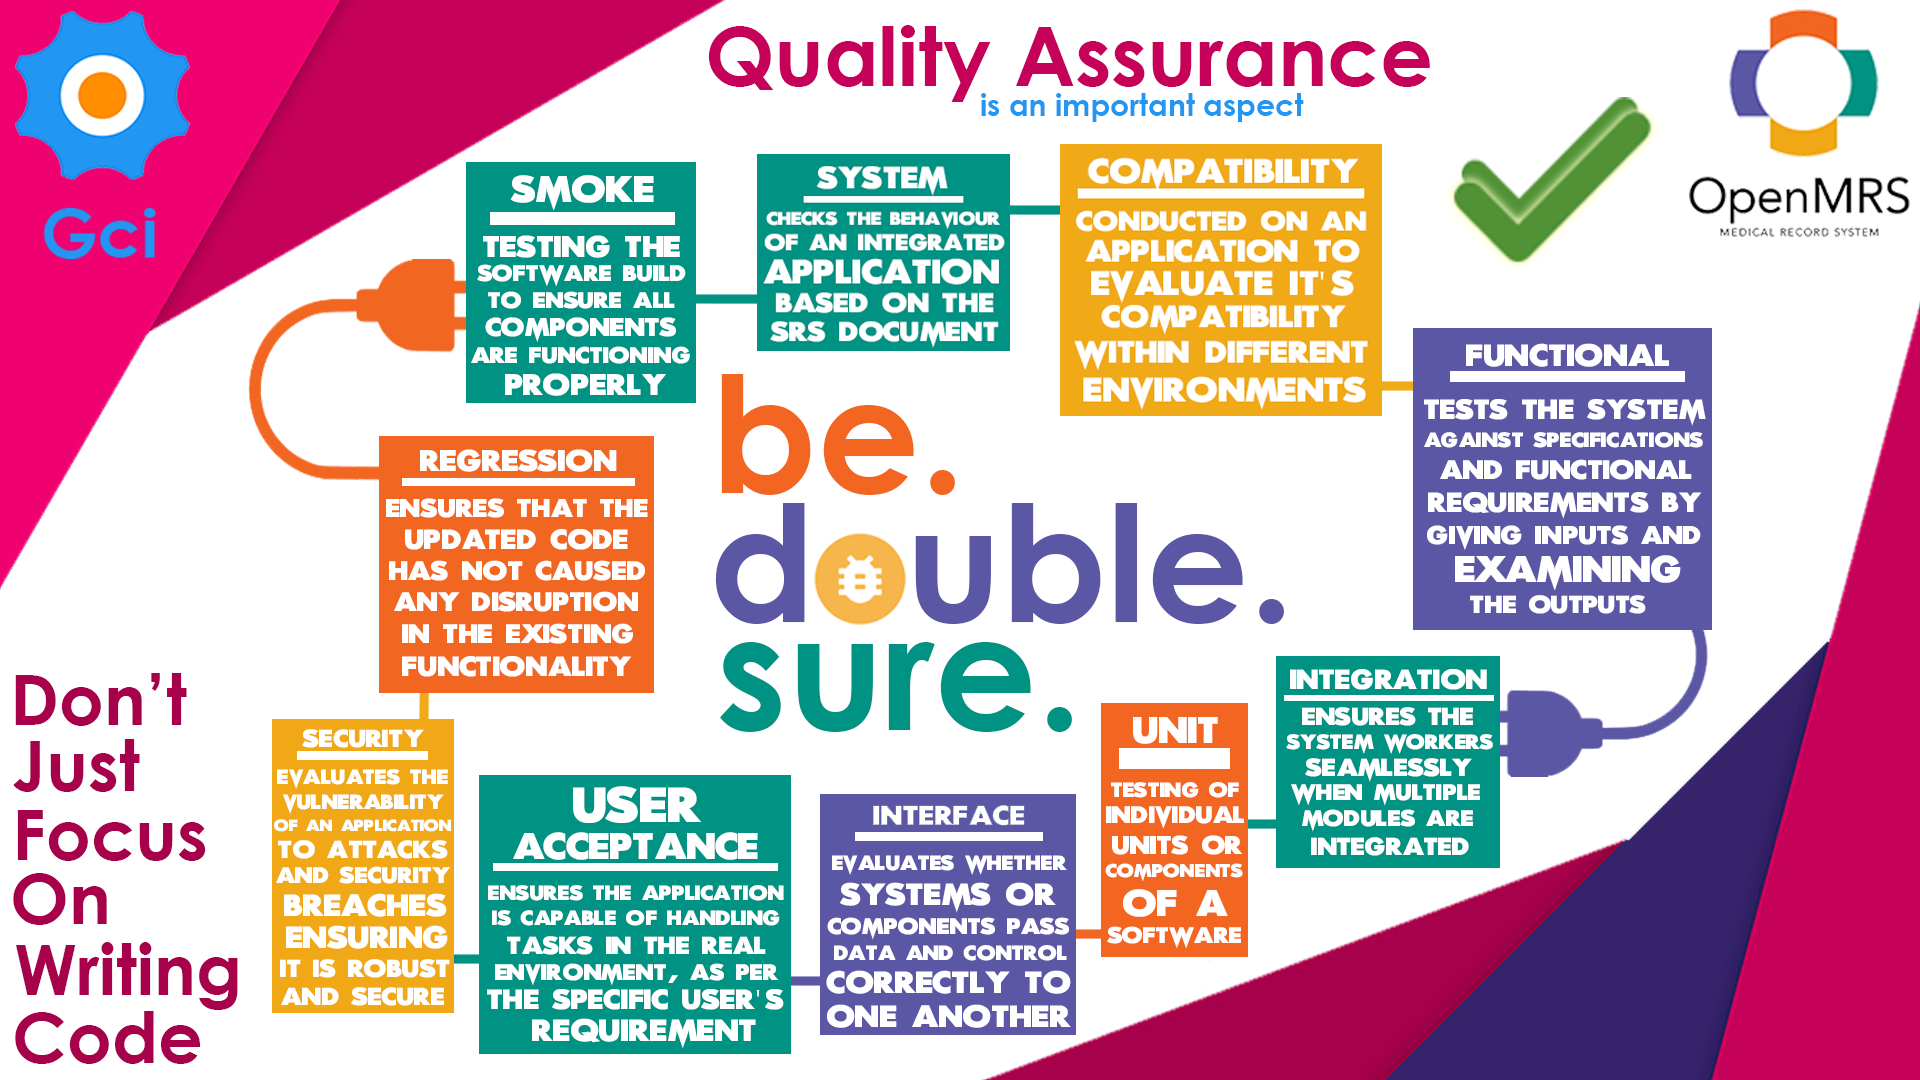 Quality Assurance
is an important aspect
Gci
OpenMRS
MEDICAL RECORD SYSTEM
SMOKE
TESTING THE
SOFTWARE BUILD
TO ENSURE ALL
COMPONENTS
ARE FUNCTIONING
PROPERLY
SYSTEM
CHECKS THE BEHAVIOUR
OF AN INTEGRATED
APPLICATION
BASED ON THE
SRS DOCUMENT
COMPATIBILITY
CONDUCTED ON AN
APPLICATION TO
EVALUATE IT'S
COMPATIBILITY
WITHIN DIFFERENT
ENVIRONMENTS
FUNCTIONAL
TESTS THE SYSTEM
AGAINST SPECIFICATIONS
AND FUNCTIONAL
REQUIREMENTS BY
GIVING INPUTS AND
EXAMINING
THE OUTPUTS
be.
double.
sure.
REGRESSION
ENSURES THAT THE
UPDATED CODE
HAS NOT CAUSED
ANY DISRUPTION
IN THE EXISTING
FUNCTIONALITY
INTEGRATION
ENSURES THE
SYSTEM WORKERS
SEAMLESSLY
WHEN MULTIPLE
MODULES ARE
INTEGRATED
UNIT
TESTING OF
INDIVIDUAL
UNITS OR
COMPONENTS
OF A
SOFTWARE
INTERFACE
EVALUATES WHETHER
SYSTEMS OR
COMPONENTS PASS
DATA AND CONTROL
CORRECTLY TO
ONE ANOTHER
USER
ACCEPTANCE
ENSURES THE APPLICATION
IS CAPABLE OF HANDLING
TASKS IN THE REAL
ENVIRONMENT, AS PER
THE SPECIFIC USER'S
REQUIREMENT
SECURITY
EVALUATES THE
VULNERABILITY
OF AN APPLICATION
TO ATTACKS
AND SECURITY
BREACHES
ENSURING
IT IS ROBUST
AND SECURE
Don't
Just
Focus
On
Writing
Code